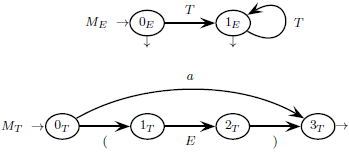 T
M_E → 0_E 1_E T
a
M_T → 0_T 1_T 2_T 3_T
( E )